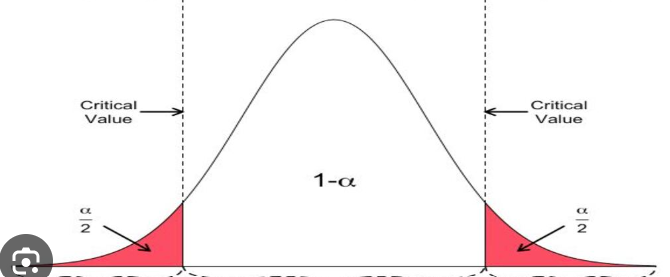 Critical
Value
Critical
Value
1-α
α
2
α
2